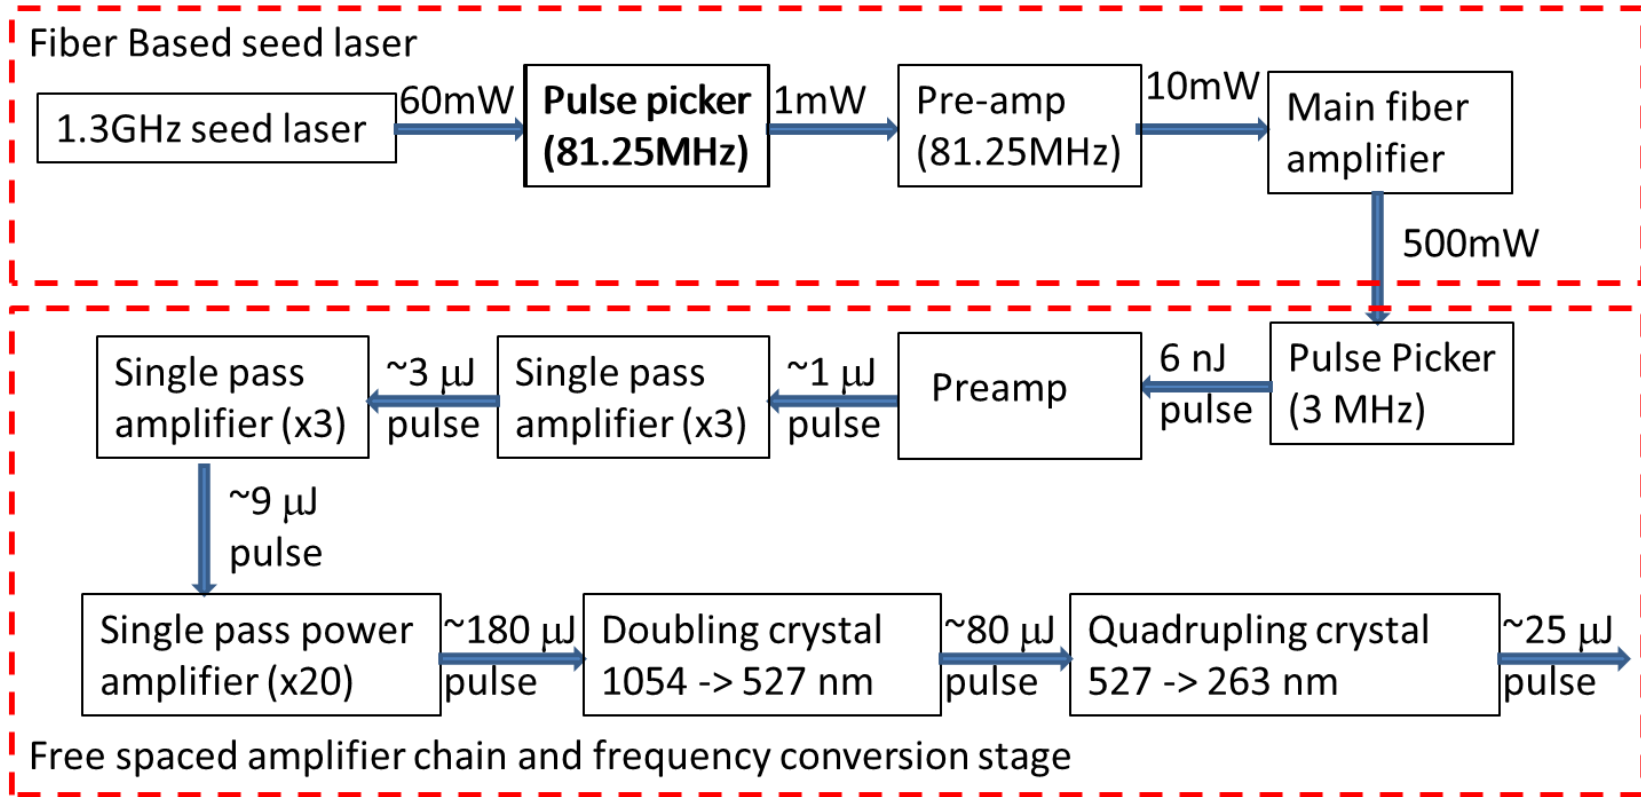 Fiber Based seed laser
1.3GHz seed laser
60mW
Pulse picker
(81.25MHz)
1mW
Pre-amp
(81.25MHz)
10mW
Main fiber
amplifier
500mW
Pulse Picker
(3 MHz)
6 nJ
pulse
Preamp
~1 μJ
pulse
Single pass
amplifier (x3)
~3 μJ
pulse
Single pass
amplifier (x3)
~9 μJ
pulse
Single pass power
amplifier (x20)
~180 μJ
pulse
Doubling crystal
1054 -> 527 nm
~80 μJ
pulse
Quadrupling crystal
527 -> 263 nm
~25 μJ
pulse
Free spaced amplifier chain and frequency conversion stage